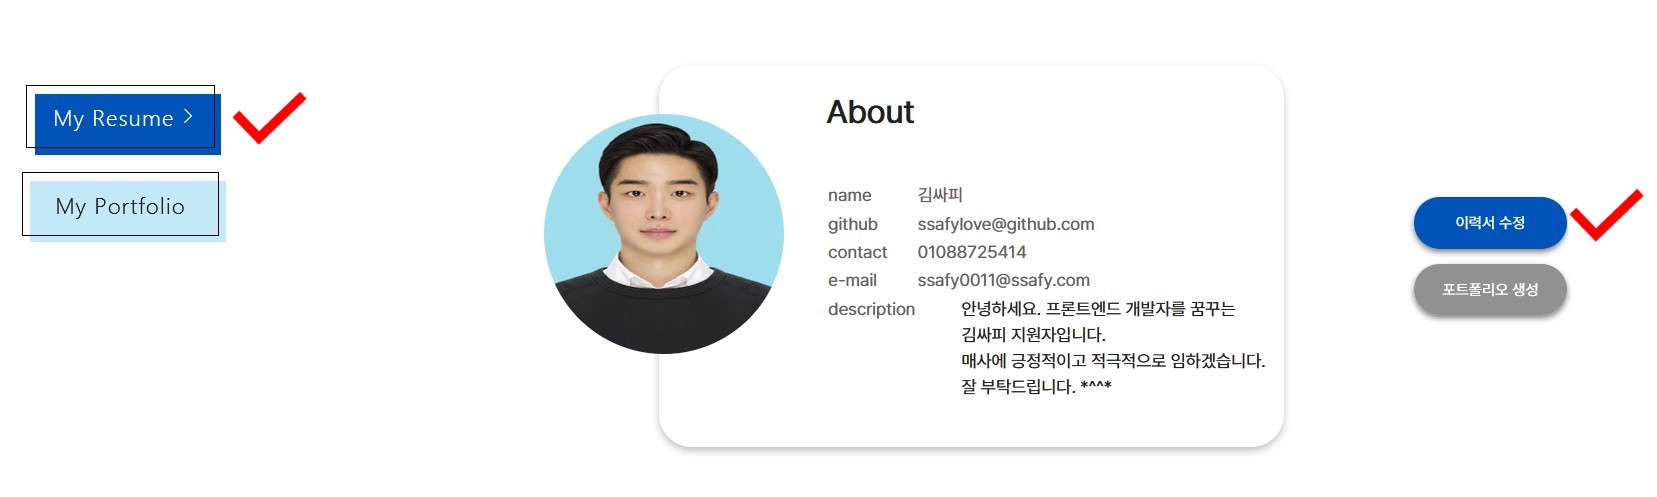 My Resume >
My Portfolio
About
name 김싸피
github ssafylove@github.com
contact 01088725414
e-mail ssafy0011@ssafy.com
description 안녕하세요. 프론트엔드 개발자를 꿈꾸는
김싸피 지원자입니다.
매사에 긍정적이고 적극적으로 임하겠습니다.
잘 부탁드립니다. *^^*
이력서 수정
포트폴리오 생성